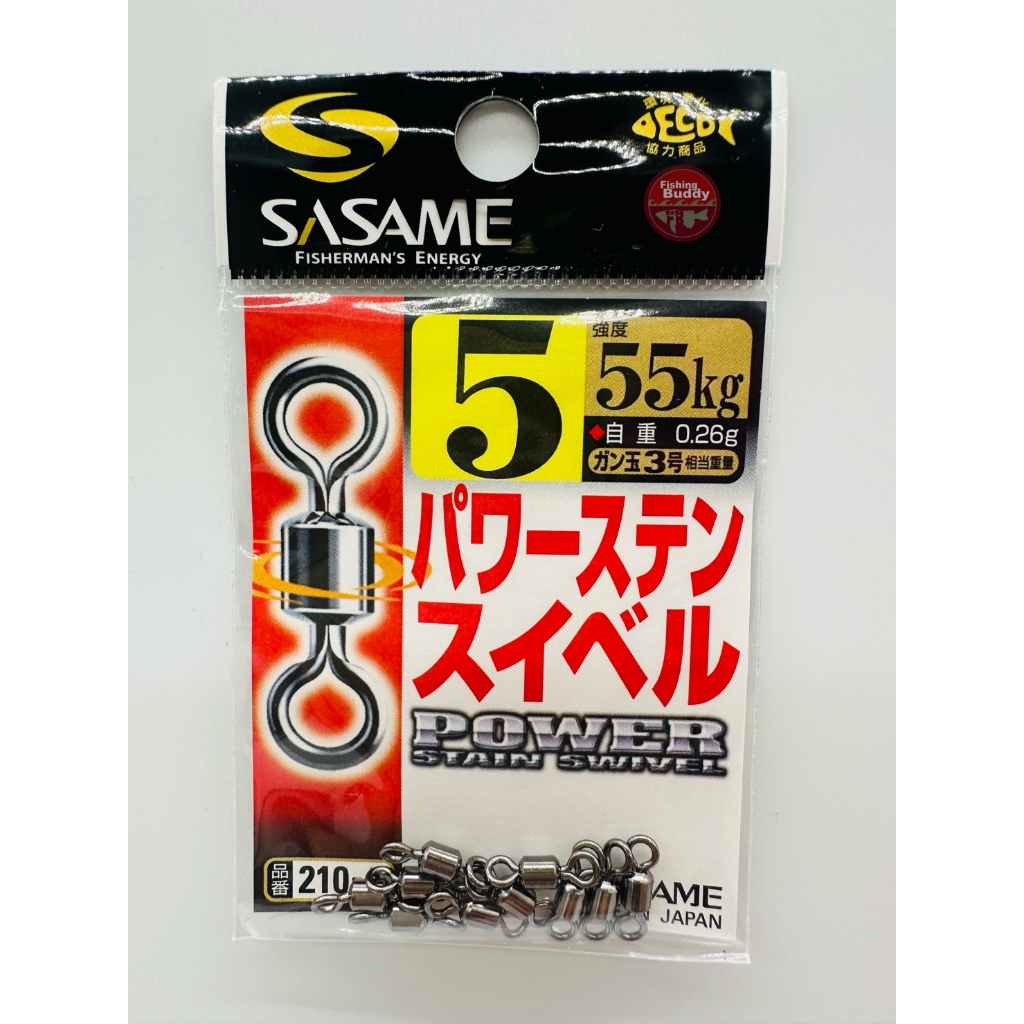 DECOY
協力商品
Fishing
Buddy
SASAME
FISHERMAN'S ENERGY
5
強度
55kg
◆自重 0.26g
ガン玉3号相当重量
パワーステン
スイベル
POWER
STAIN SWIVEL
品番 210
JAPAN